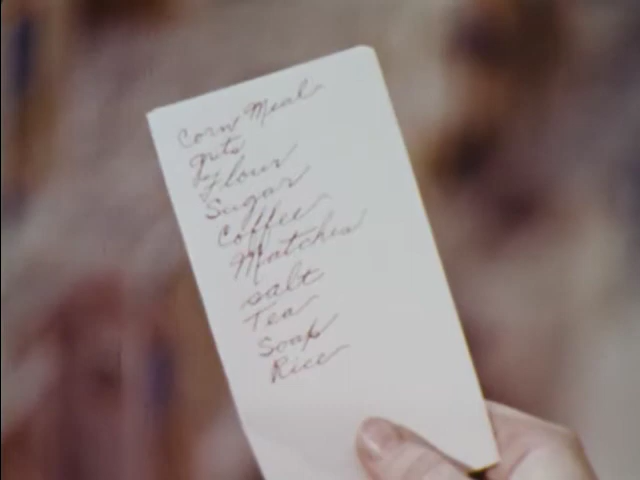 Corn Meal
grits
Flour
Sugar
Coffee
Matches
salt
Tea
Soap
Rice